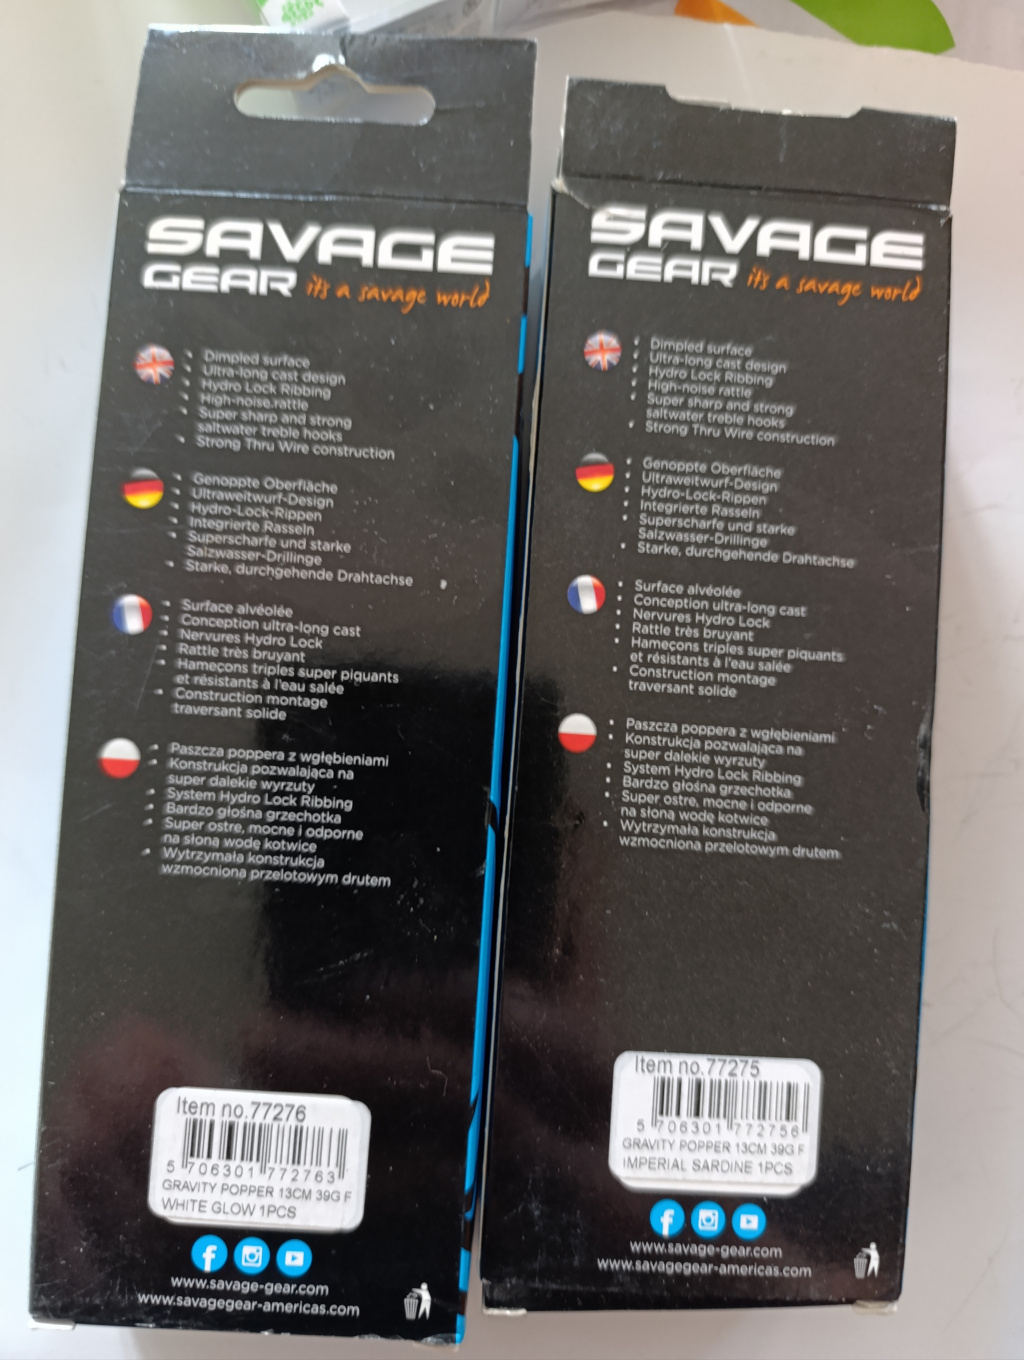 SAVAGE
GEAR it's a savage world
Dimpled surface
Ultra-long cast design
Hydro Lock Ribbing
High-noise rattle
Super sharp and strong
saltwater treble hooks
Strong Thru Wire construction
Genoppte Oberfläche
Ultraweitwurf-Design
Hydro-Lock-Rippen
Integrierte Rasseln
Superscharfe und starke
Salzwasser-Drillinge
Starke, durchgehende Drahtachse
Surface alvéolée
Conception ultra-long cast
Nervures Hydro Lock
Rattle très bruyant
Hameçons triples super piquants
et résistants à l'eau salée
Construction montage
traversant solide
Paszcza poppera z wgłębieniami
Konstrukcja pozwalająca na
super dalekie wyrzuty
System Hydro Lock Ribbing
Bardzo głośna grzechotka
Super ostre, mocne i odporne
na słoną wodę kotwice
Wytrzymała konstrukcja
wzmocniona przelotowym drutem
Item no.77276
5 706301 772763
GRAVITY POPPER 13CM 39G F
WHITE GLOW 1PCS
www.savage-gear.com
www.savagegear-americas.com
SAVAGE
GEAR it's a savage world
Dimpled surface
Ultra-long cast design
Hydro Lock Ribbing
High-noise rattle
Super sharp and strong
saltwater treble hooks
Strong Thru Wire construction
Genoppte Oberfläche
Ultraweitwurf-Design
Hydro-Lock-Rippen
Integrierte Rasseln
Superscharfe und starke
Salzwasser-Drillinge
Starke, durchgehende Drahtachse
Surface alvéolée
Conception ultra-long cast
Nervures Hydro Lock
Rattle très bruyant
Hameçons triples super piquants
et résistants à l'eau salée
Construction montage
traversant solide
Paszcza poppera z wgłębieniami
Konstrukcja pozwalająca na
super dalekie wyrzuty
System Hydro Lock Ribbing
Bardzo głośna grzechotka
Super ostre, mocne i odporne
na słoną wodę kotwice
Wytrzymała konstrukcja
wzmocniona przelotowym drutem
Item no.77275
5 706301 772756
GRAVITY POPPER 13CM 39G F
IMPERIAL SARDINE 1PCS
www.savage-gear.com
www.savagegear-americas.com